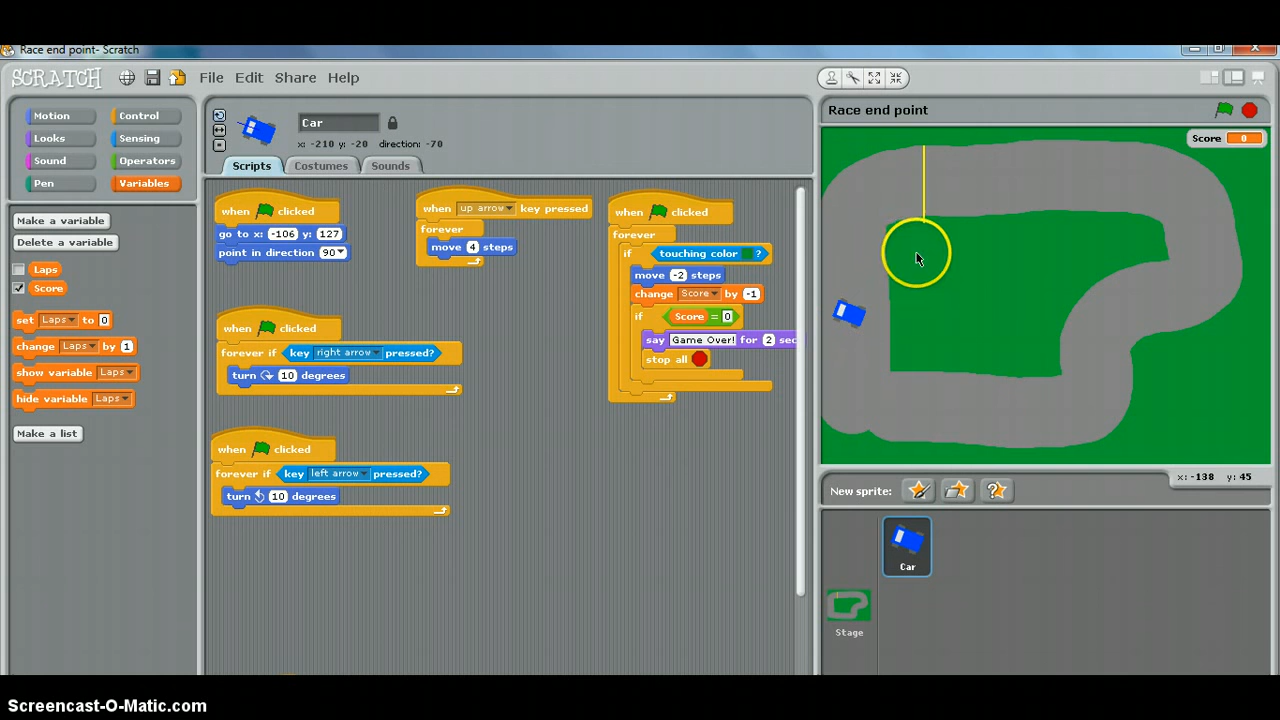 Race end point- Scratch
SCRATCH File Edit Share Help
Motion Control
Looks Sensing
Sound Operators
Pen Variables
Make a variable
Delete a variable
Laps
Score
set Laps to 0
change Laps by 1
show variable Laps
hide variable Laps
Make a list
Car
x: -210 y: -20 direction: -70
Scripts Costumes Sounds
when clicked
go to x: -106 y: 127
point in direction 90
when clicked
forever if key right arrow pressed?
turn 10 degrees
when clicked
forever if key left arrow pressed?
turn 10 degrees
when up arrow key pressed
forever
move 4 steps
when clicked
forever
if touching color ?
move -2 steps
change Score by -1
if Score = 0
say Game Over! for 2 sec
stop all
Race end point
Score 0
x: -138 y: 45
New sprite:
Car
Stage
Screencast-O-Matic.com